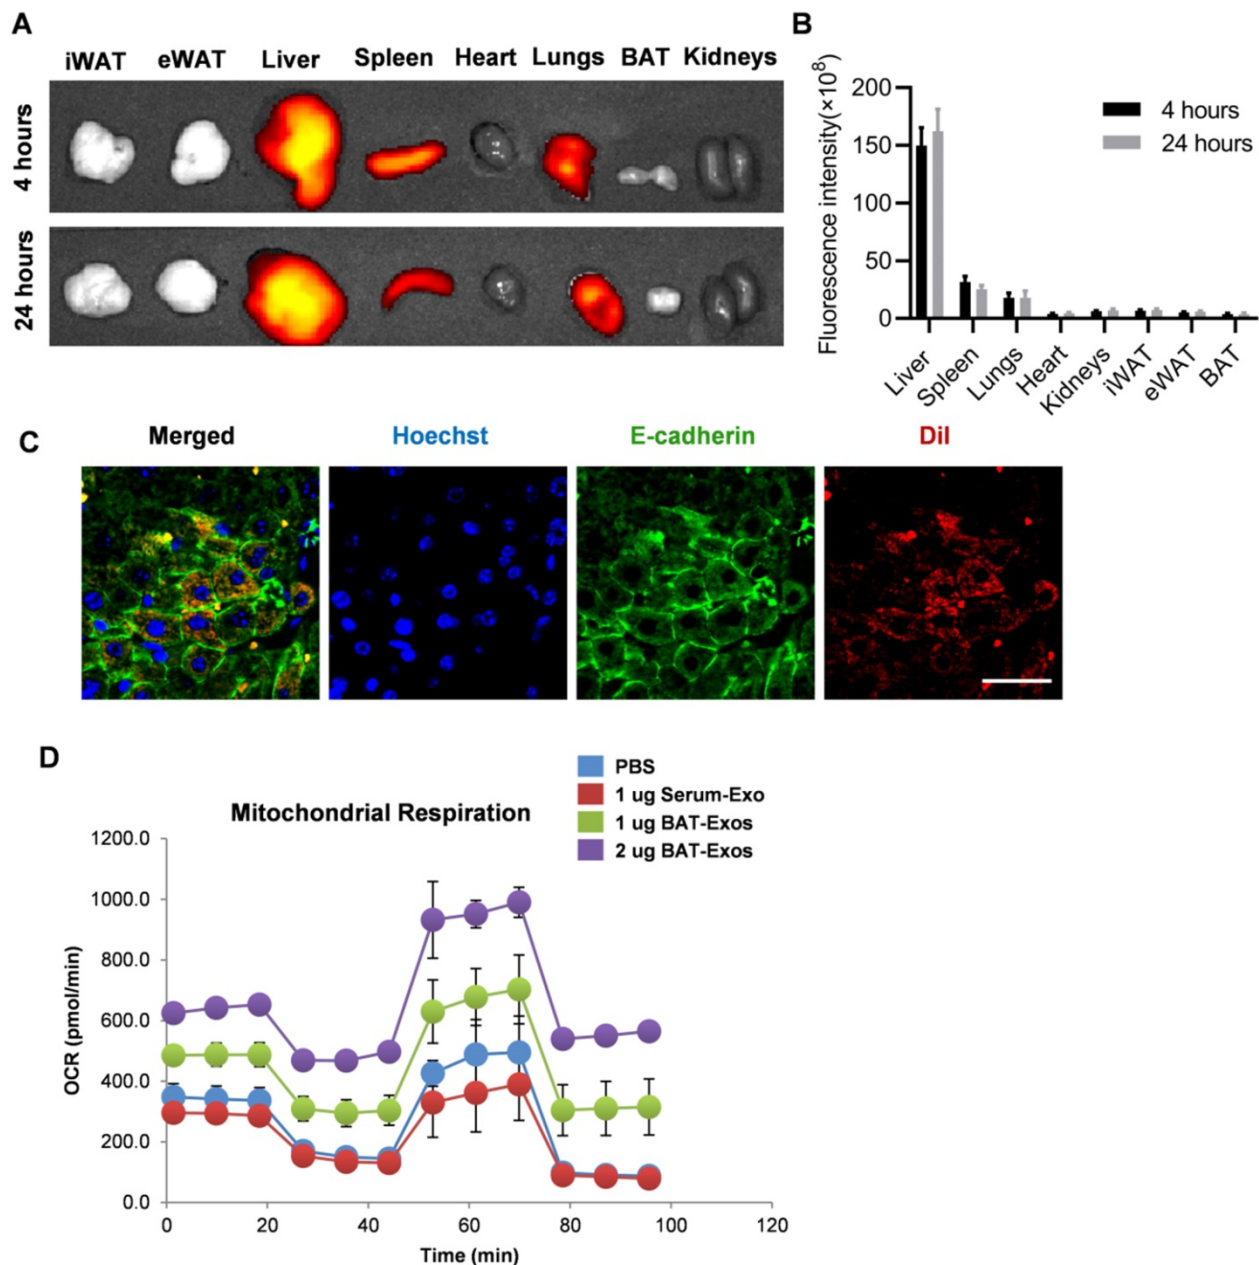 A
iWAT eWAT Liver Spleen Heart Lungs BAT Kidneys
4 hours
24 hours
B
Fluorescence intensity(×10⁸)
200
150
100
50
0
4 hours
24 hours
Liver
Spleen
Lungs
Heart
Kidneys
iWAT
eWAT
BAT
C
Merged Hoechst E-cadherin DiI
D
PBS
1 ug Serum-Exo
1 ug BAT-Exos
2 ug BAT-Exos
Mitochondrial Respiration
OCR (pmol/min)
1200.0
1000.0
800.0
600.0
400.0
200.0
0.0
0 20 40 60 80 100 120
Time (min)